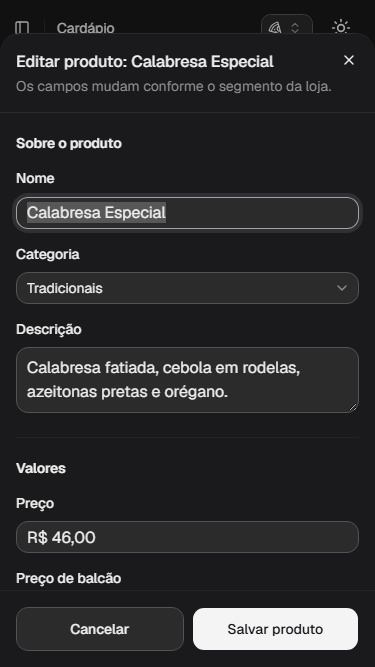 Cardápio
Editar produto: Calabresa Especial
Os campos mudam conforme o segmento da loja.
Sobre o produto
Nome
Calabresa Especial
Categoria
Tradicionais
Descrição
Calabresa fatiada, cebola em rodelas,
azeitonas pretas e orégano.
Valores
Preço
R$ 46,00
Preço de balcão
Cancelar
Salvar produto